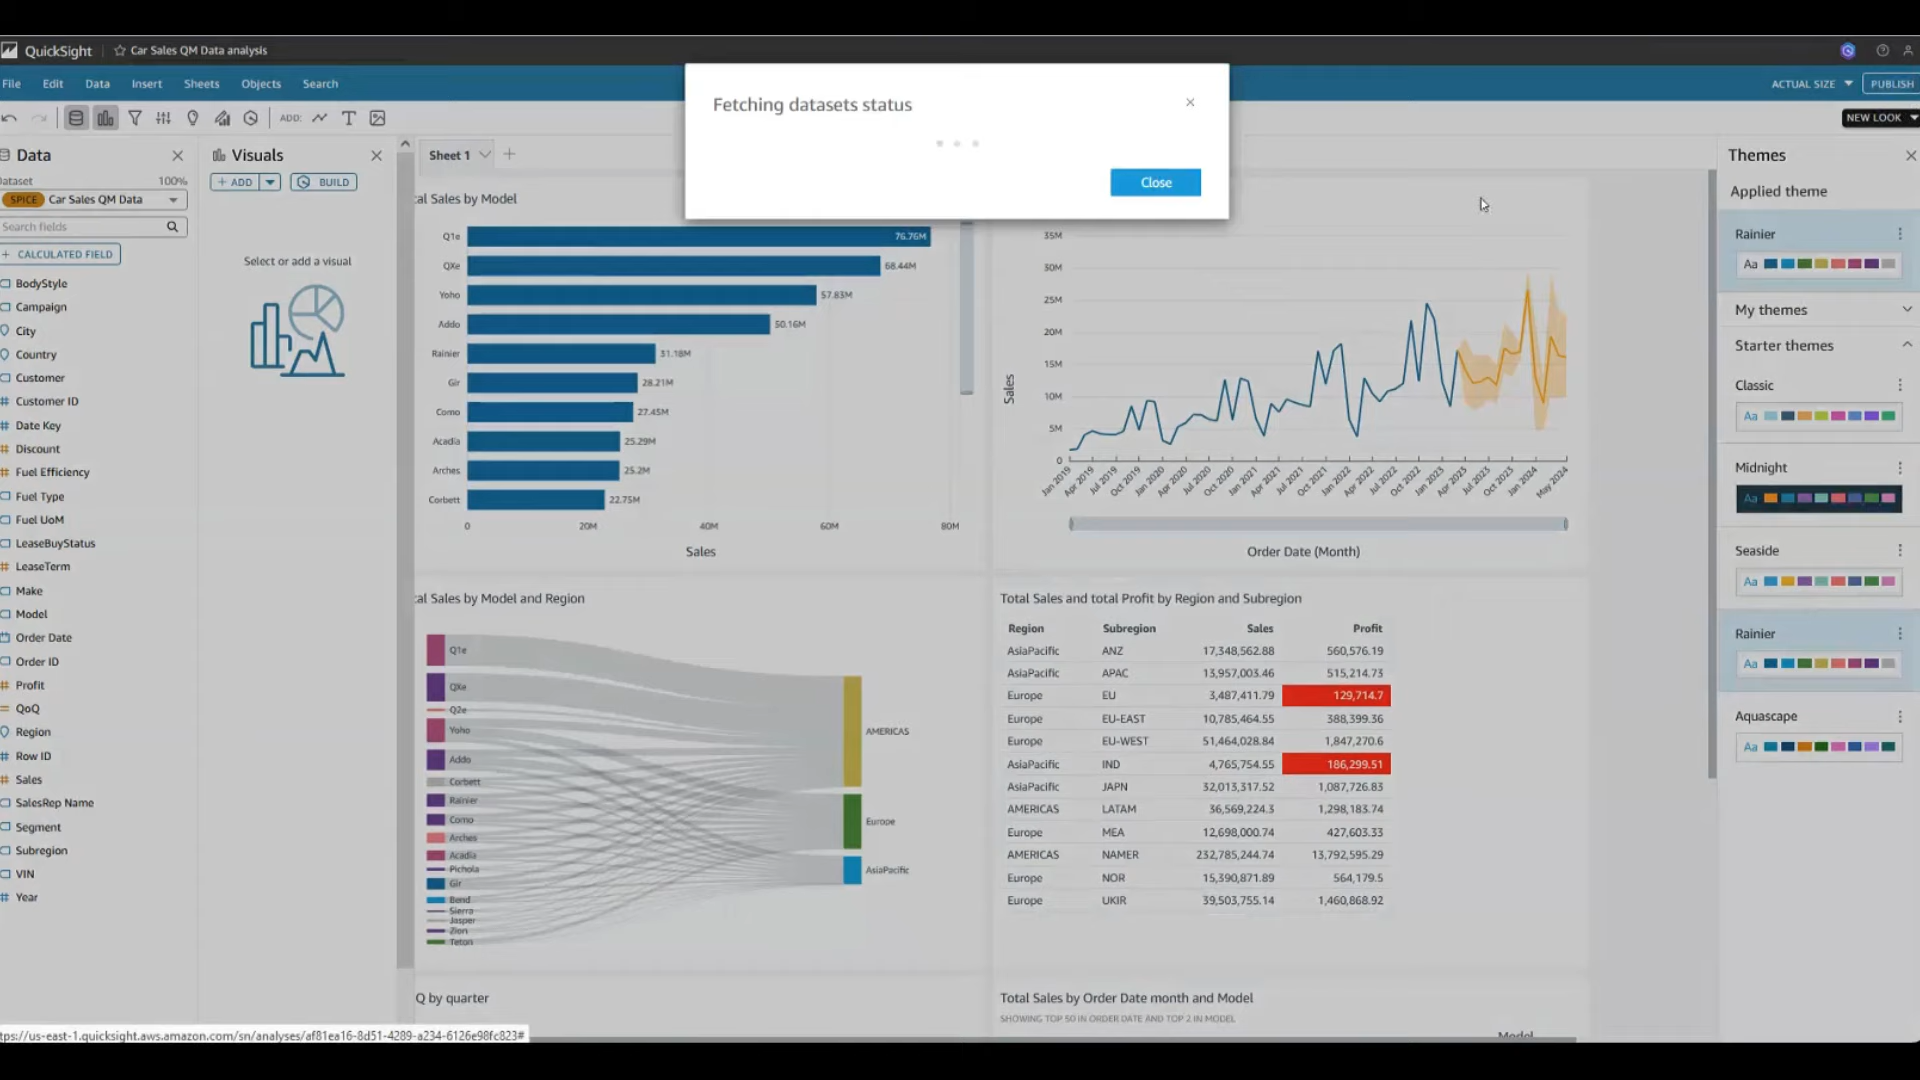 QuickSight
Car Sales QM Data analysis
File
Edit
Data
Insert
Sheets
Objects
Search
ACTUAL SIZE
PUBLISH
ADD:
NEW LOOK
Fetching datasets status
Close
Data
Dataset
100%
SPICE
Car Sales QM Data
Search fields
CALCULATED FIELD
BodyStyle
Campaign
City
Country
Customer
Customer ID
Date Key
Discount
Fuel Efficiency
Fuel Type
Fuel UoM
LeaseBuyStatus
LeaseTerm
Make
Model
Order Date
Order ID
Profit
QoQ
Region
Row ID
Sales
SalesRep Name
Segment
Subregion
VIN
Year
Visuals
+ ADD
BUILD
Select or add a visual
Sheet 1
tal Sales by Model
Q1e
76.76M
QXe
68.44M
Yoho
57.83M
Addo
50.16M
Rainier
31.18M
Gir
28.21M
Como
27.45M
Acadia
25.29M
Arches
25.2M
Corbett
22.75M
0
20M
40M
60M
80M
Sales
35M
30M
25M
20M
15M
10M
5M
0
Sales
Jan 2019
Apr 2019
Jul 2019
Oct 2019
Jan 2020
Apr 2020
Jul 2020
Oct 2020
Jan 2021
Apr 2021
Jul 2021
Oct 2021
Jan 2022
Apr 2022
Jul 2022
Oct 2022
Jan 2023
Apr 2023
Jul 2023
Oct 2023
Jan 2024
May 2024
Order Date (Month)
tal Sales by Model and Region
Q1e
QXe
Q2e
Yoho
Addo
Corbett
Rainier
Como
Arches
Acadia
Pichola
Gir
Bend
Sierra
Jasper
Zion
Teton
AMERICAS
Europe
AsiaPacific
Total Sales and total Profit by Region and Subregion
Region Subregion Sales Profit
AsiaPacific ANZ 17,348,562.88 560,576.19
AsiaPacific APAC 13,957,003.46 515,214.73
Europe EU 3,487,411.79 129,714.7
Europe EU-EAST 10,785,464.55 388,399.36
Europe EU-WEST 51,464,028.84 1,847,270.6
AsiaPacific IND 4,765,754.55 186,299.51
AsiaPacific JAPN 32,013,317.52 1,087,726.83
AMERICAS LATAM 36,569,224.3 1,298,183.74
Europe MEA 12,698,000.74 427,603.33
AMERICAS NAMER 232,785,244.74 13,792,595.29
Europe NOR 15,390,871.89 564,179.5
Europe UKIR 39,503,755.14 1,460,868.92
Q by quarter
Total Sales by Order Date month and Model
SHOWING TOP 50 IN ORDER DATE AND TOP 2 IN MODEL
Model
Themes
Applied theme
Rainier
Aa
My themes
Starter themes
Classic
Aa
Midnight
Aa
Seaside
Aa
Rainier
Aa
Aquascape
Aa
tps://us-east-1.quicksight.aws.amazon.com/sn/analyses/af81ea16-8d51-4289-a234-6126e98fc823#